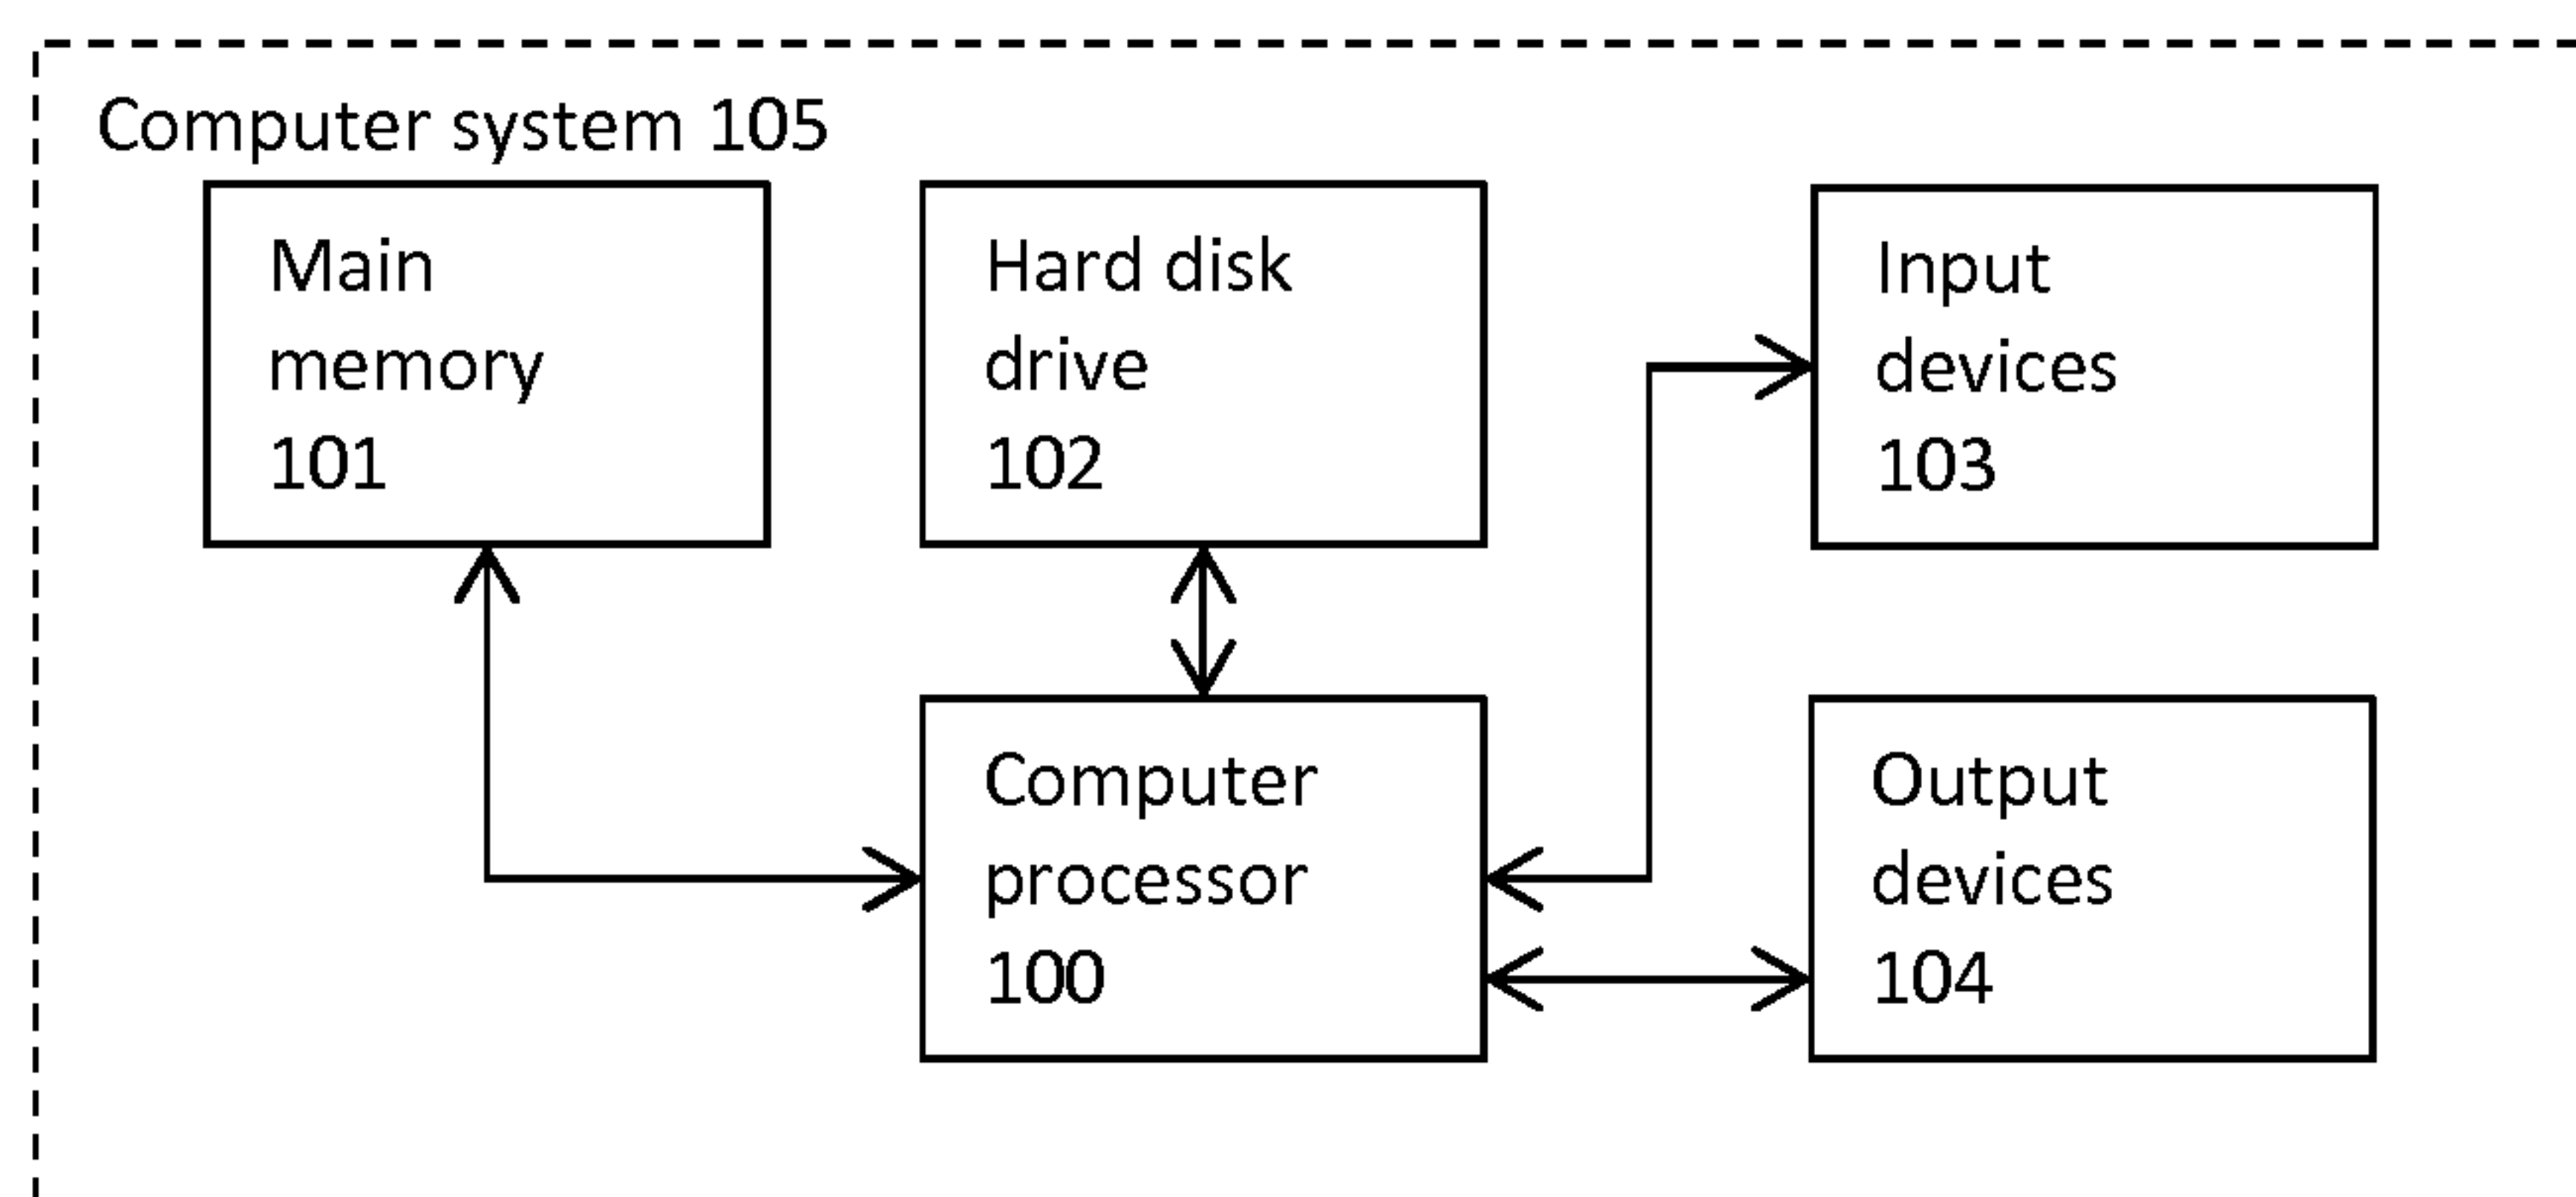 Computer system 105
Main
memory
101
Hard disk
drive
102
Input
devices
103
Computer
processor
100
Output
devices
104